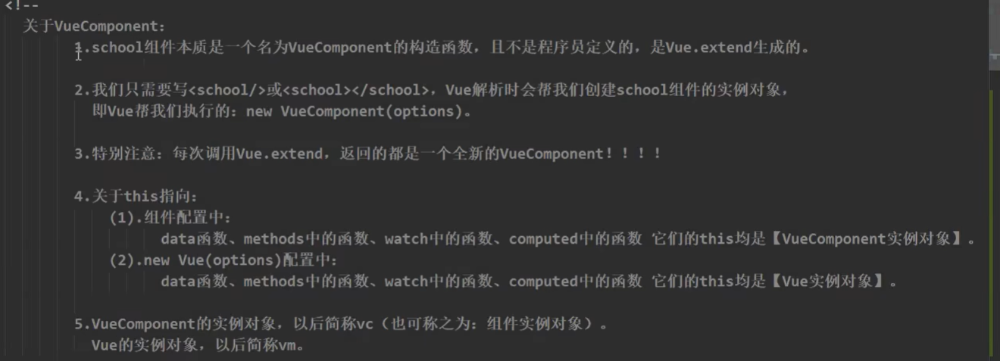 <!--
关于VueComponent：
1.school组件本质是一个名为VueComponent的构造函数，且不是程序员定义的，是Vue.extend生成的。
2.我们只需要写<school/>或<school></school>，Vue解析时会帮我们创建school组件的实例对象，
即Vue帮我们执行的：new VueComponent(options)。
3.特别注意：每次调用Vue.extend，返回的都是一个全新的VueComponent！！！！
4.关于this指向：
(1).组件配置中：
data函数、methods中的函数、watch中的函数、computed中的函数 它们的this均是【VueComponent实例对象】。
(2).new Vue(options)配置中：
data函数、methods中的函数、watch中的函数、computed中的函数 它们的this均是【Vue实例对象】。
5.VueComponent的实例对象，以后简称vc（也可称之为：组件实例对象）。
Vue的实例对象，以后简称vm。